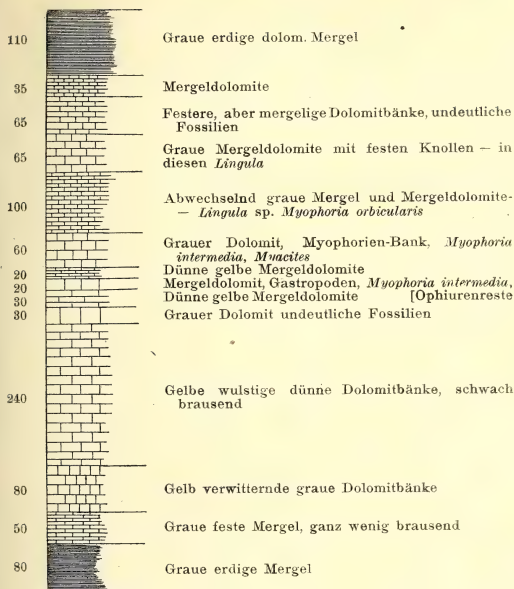 110 Graue erdige dolom. Mergel
35 Mergeldolomite
65 Festere, aber mergelige Dolomitbänke, undeutliche
Fossilien
65 Graue Mergeldolomite mit festen Knollen — in
diesen Lingula
100 Abwechselnd graue Mergel und Mergeldolomite-
— Lingula sp. Myophoria orbicularis
60 Grauer Dolomit, Myophorien-Bank, Myophoria
intermedia, Myacites
20 Dünne gelbe Mergeldolomite
20 Mergeldolomit, Gastropoden, Myophoria intermedia,
30 Dünne gelbe Mergeldolomite [Ophiurenreste
30 Grauer Dolomit undeutliche Fossilien
240 Gelbe wulstige dünne Dolomitbänke, schwach
brausend
80 Gelb verwitternde graue Dolomitbänke
50 Graue feste Mergel, ganz wenig brausend
80 Graue erdige Mergel